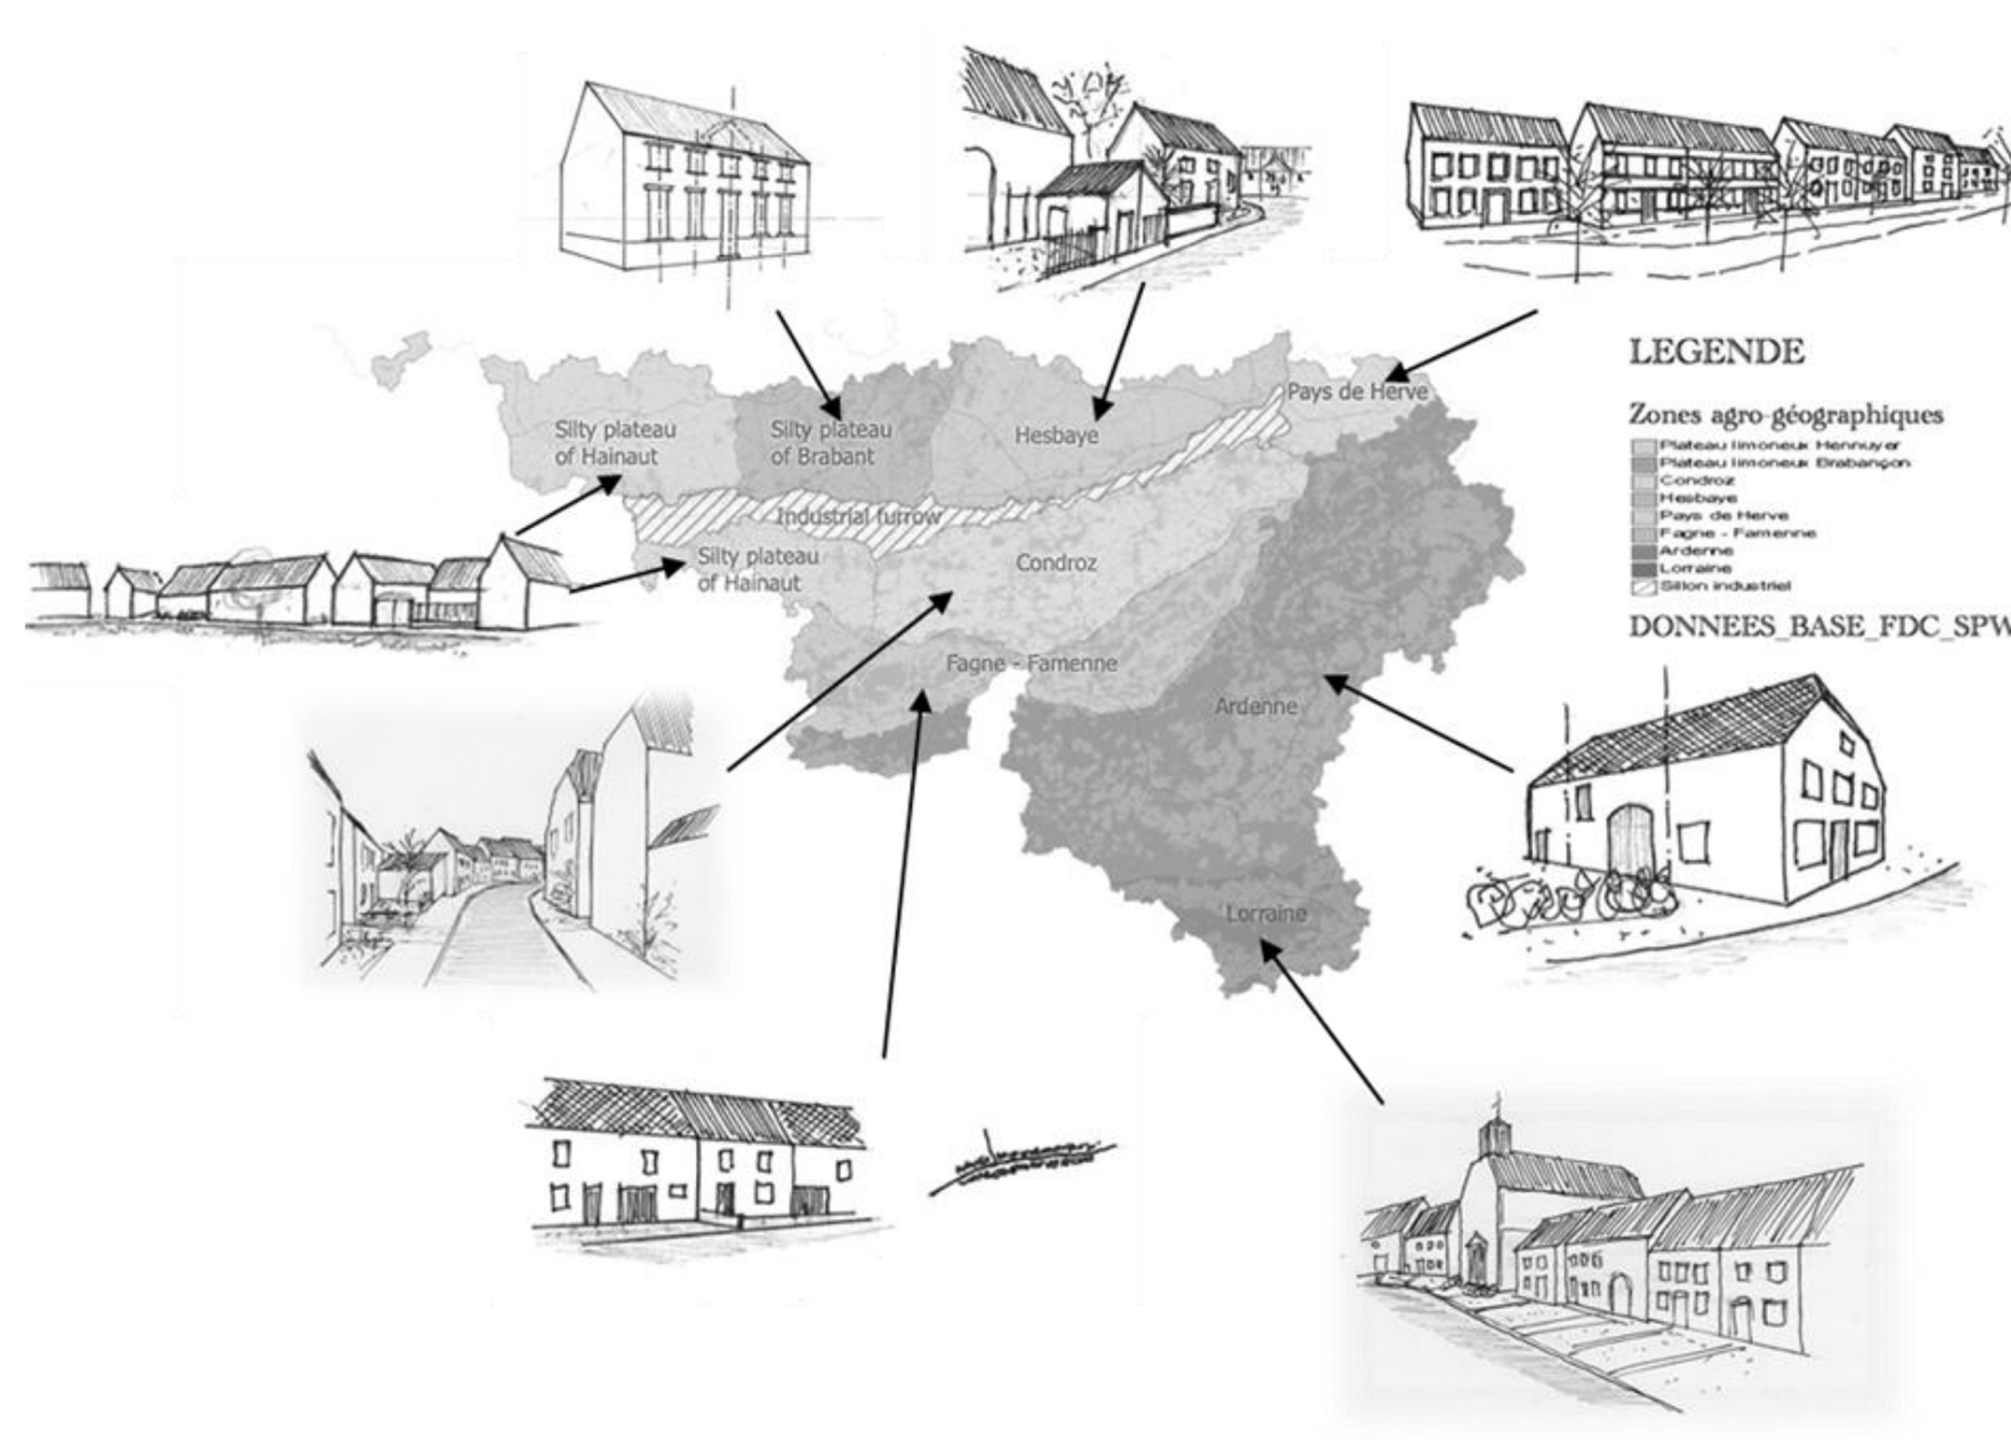 LEGENDE
Pays de Herve
Zones agro-géographiques
Silty plateau
of Hainaut
Silty plateau
of Brabant
Hesbaye
Plateau limoneux Hennuyer
Plateau limoneux Brabançon
Condroz
Hesbaye
Pays de Herve
Fagne - Famenne
Ardenne
Lorraine
Sillon industriel
Industrial furrow
Silty plateau
of Hainaut
Condroz
DONNEES_BASE_FDC_SPW
Fagne - Famenne
Ardenne
Lorraine